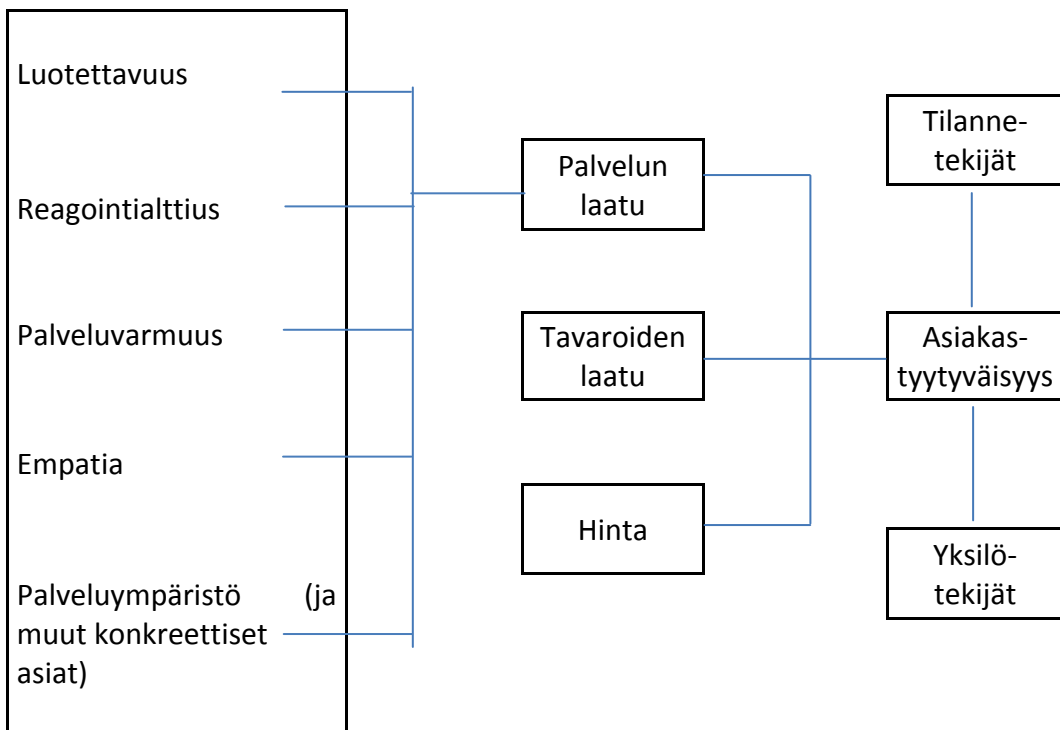 Luotettavuus
Reagointialttius
Palveluvarmuus
Empatia
Palveluympäristö (ja
muut konkreettiset
asiat)
Palvelun
laatu
Tavaroiden
laatu
Hinta
Tilanne-
tekijät
Asiakas-
tyytyväisyys
Yksilö-
tekijät